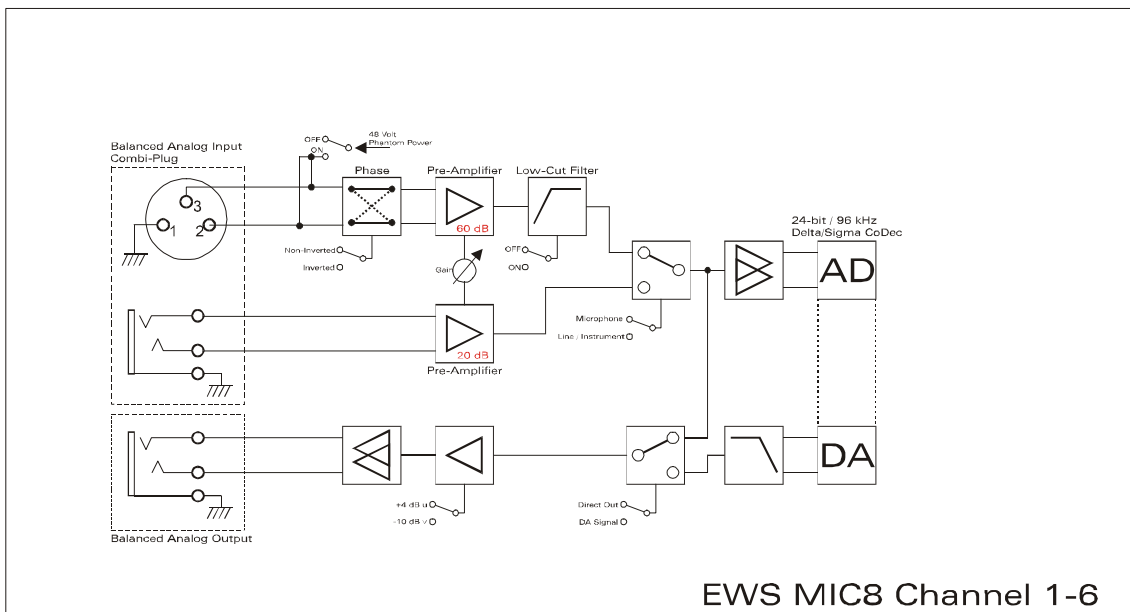 OFF
48 Volt
Phantom Power
ON
Balanced Analog Input
Combi-Plug
Phase
Pre-Amplifier
Low-Cut Filter
3
1
2
60 dB
24-bit / 96 kHz
Delta/Sigma CoDec
Non-Inverted
Inverted
Gain
OFF
ON
AD
Microphone
Line / Instrument
20 dB
Pre-Amplifier
DA
+4 dB u
-10 dB v
Direct Out
DA Signal
Balanced Analog Output
EWS MIC8 Channel 1-6